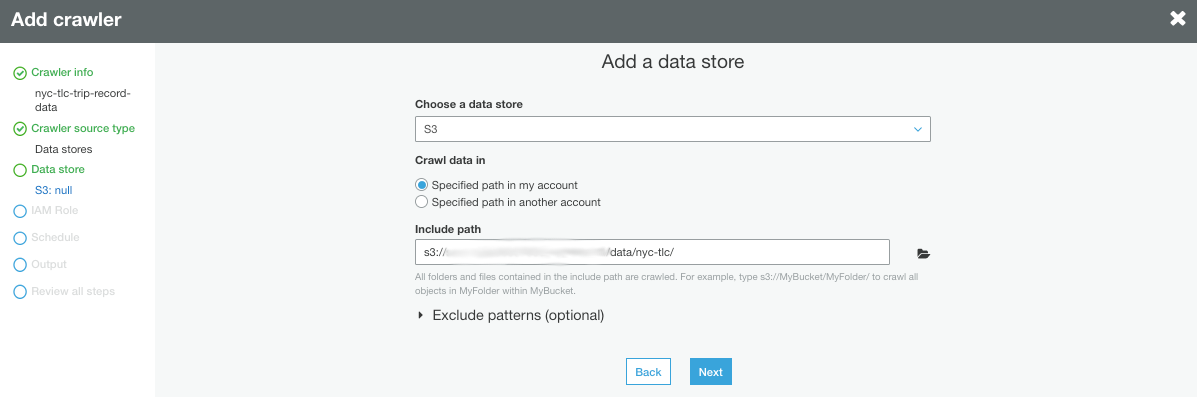 Add crawler
Crawler info
nyc-tlc-trip-record-
data
Crawler source type
Data stores
Data store
S3: null
IAM Role
Schedule
Output
Review all steps
Add a data store
Choose a data store
S3
Crawl data in
Specified path in my account
Specified path in another account
Include path
s3:// /data/nyc-tlc/
All folders and files contained in the include path are crawled. For example, type s3://MyBucket/MyFolder/ to crawl all
objects in MyFolder within MyBucket.
Exclude patterns (optional)
Back
Next